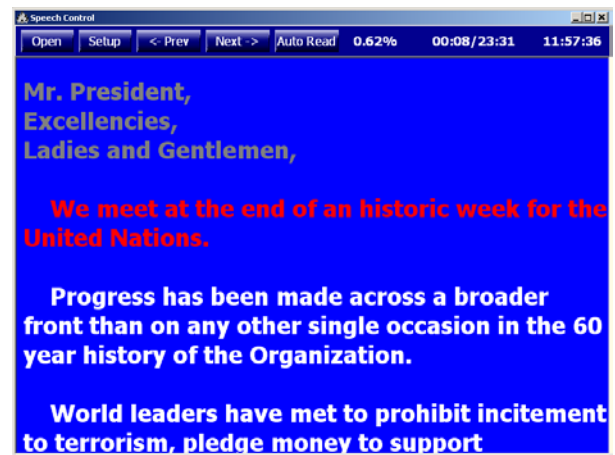 Speech Control
Open Setup <- Prev Next -> Auto Read 0.62% 00:08/23:31 11:57:36
Mr. President,
Excellencies,
Ladies and Gentlemen,
We meet at the end of an historic week for the
United Nations.
Progress has been made across a broader
front than on any other single occasion in the 60
year history of the Organization.
World leaders have met to prohibit incitement
to terrorism, pledge money to support